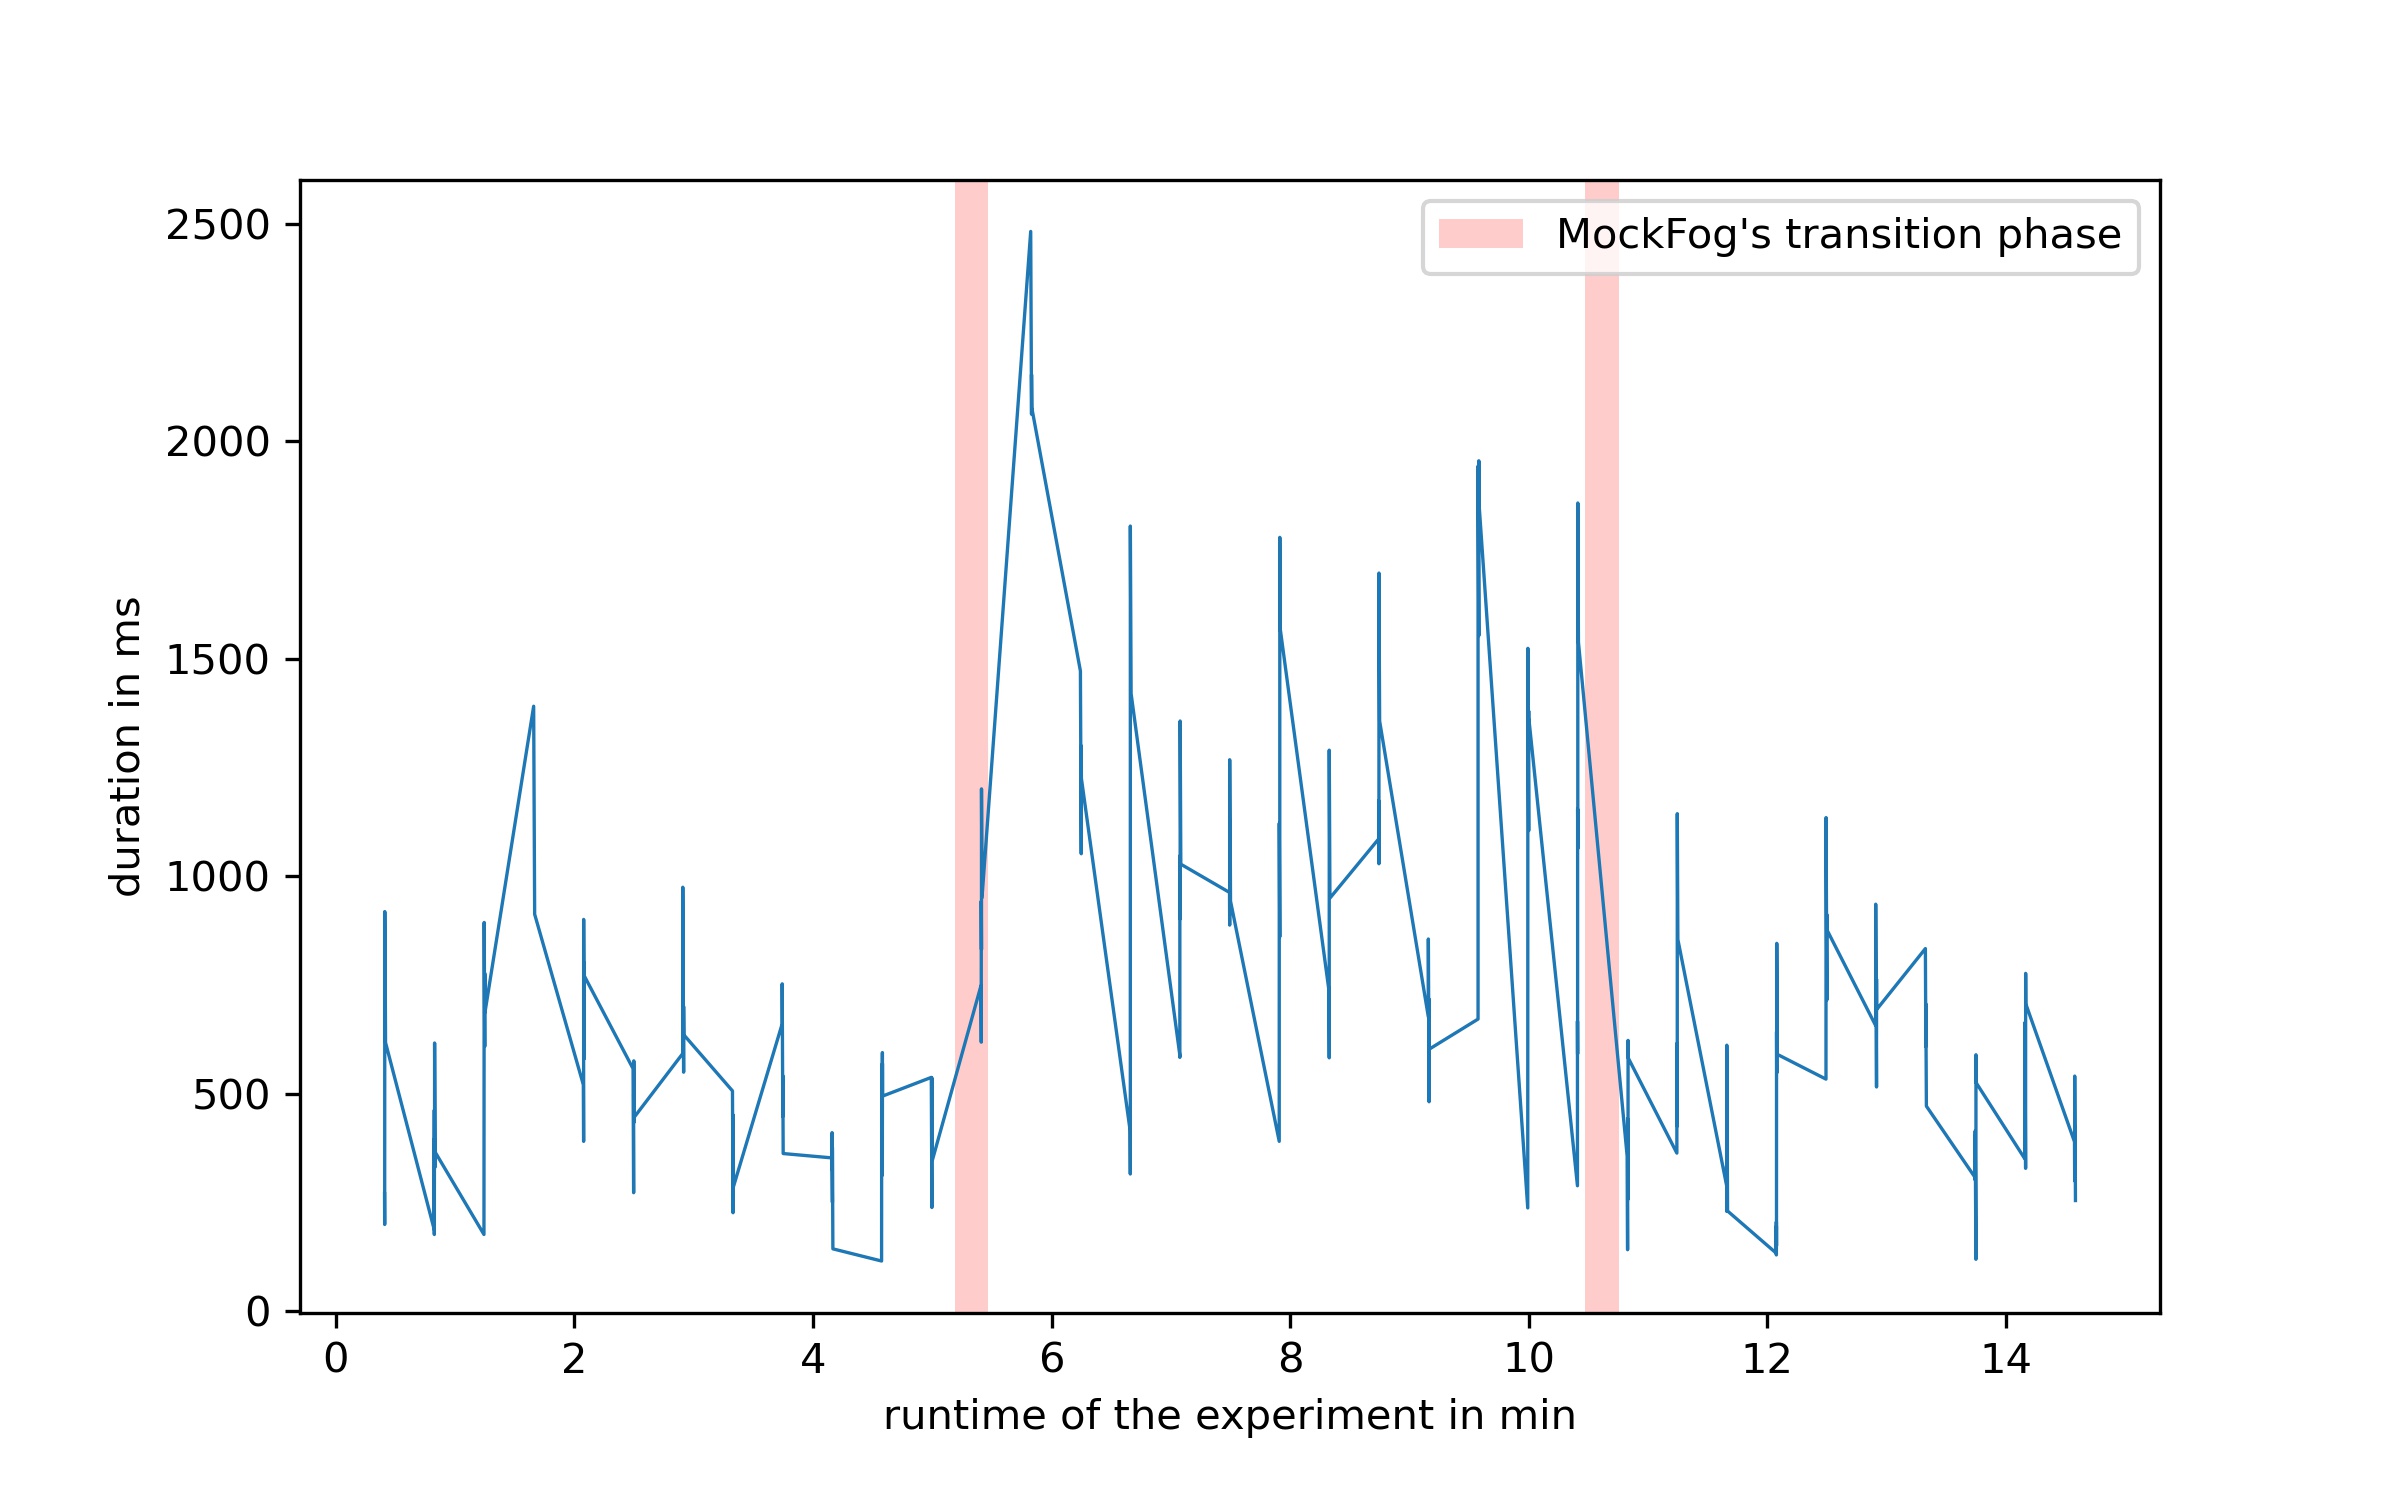 MockFog's transition phase
2500
2000
1500
1000
500
0
duration in ms
0 2 4 6 8 10 12 14
runtime of the experiment in min